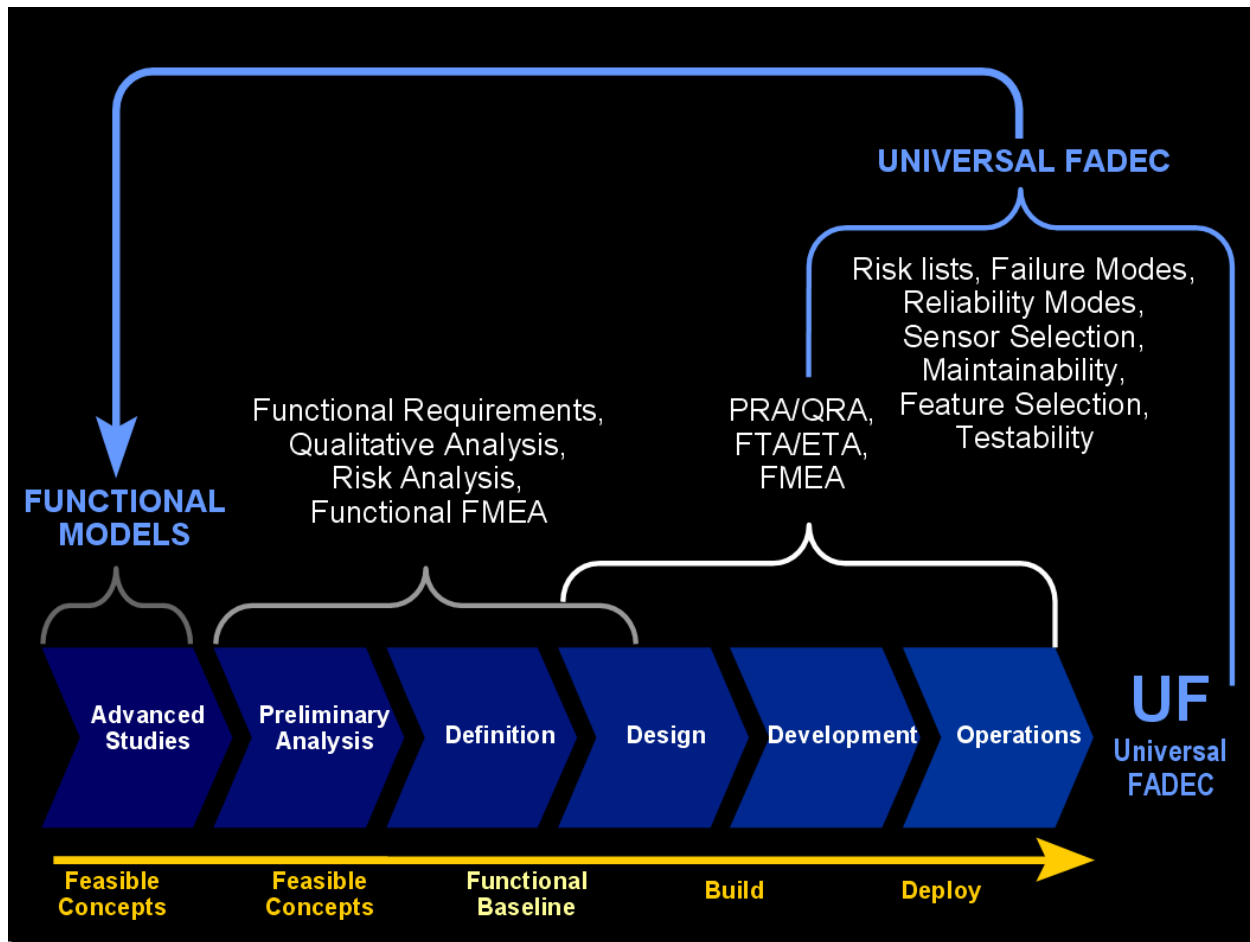 UNIVERSAL FADEC
Risk lists, Failure Modes,
Reliability Modes,
Sensor Selection,
Maintainability,
Feature Selection,
Testability
PRA/QRA,
FTA/ETA,
FMEA
Functional Requirements,
Qualitative Analysis,
Risk Analysis,
Functional FMEA
FUNCTIONAL
MODELS
Advanced
Studies
Preliminary
Analysis
Definition
Design
Development
Operations
UF
Universal
FADEC
Feasible
Concepts
Feasible
Concepts
Functional
Baseline
Build
Deploy